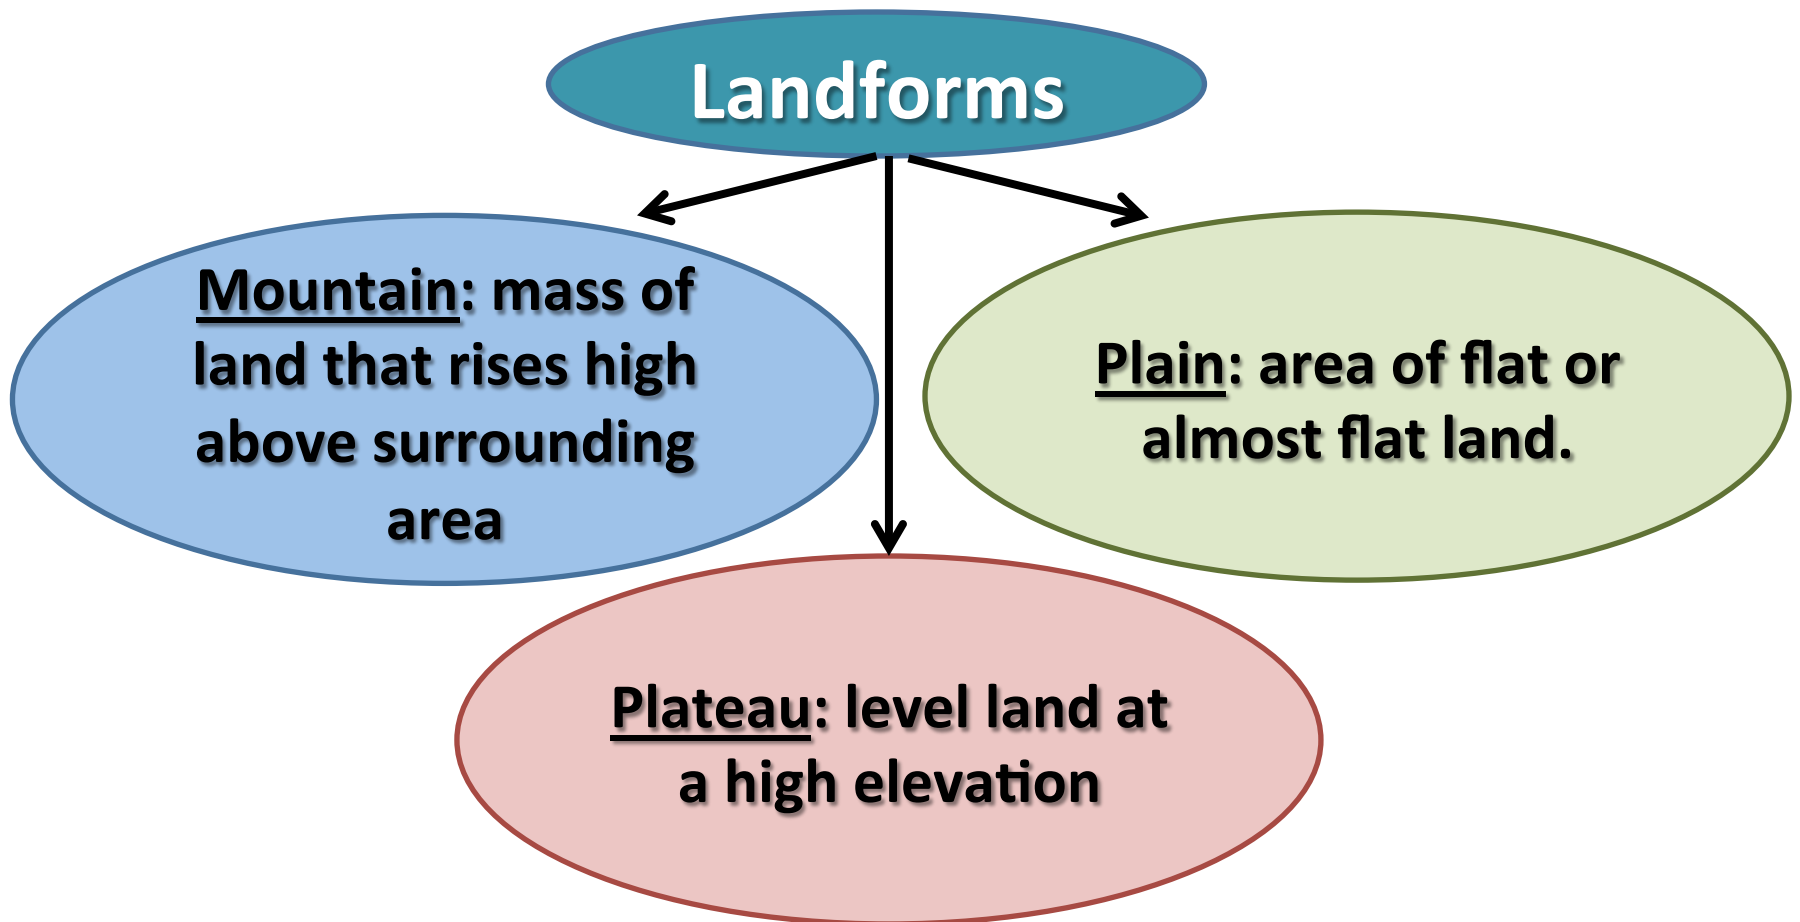 Landforms
Mountain: mass of
land that rises high
above surrounding
area
Plain: area of flat or
almost flat land.
Plateau: level land at
a high elevation